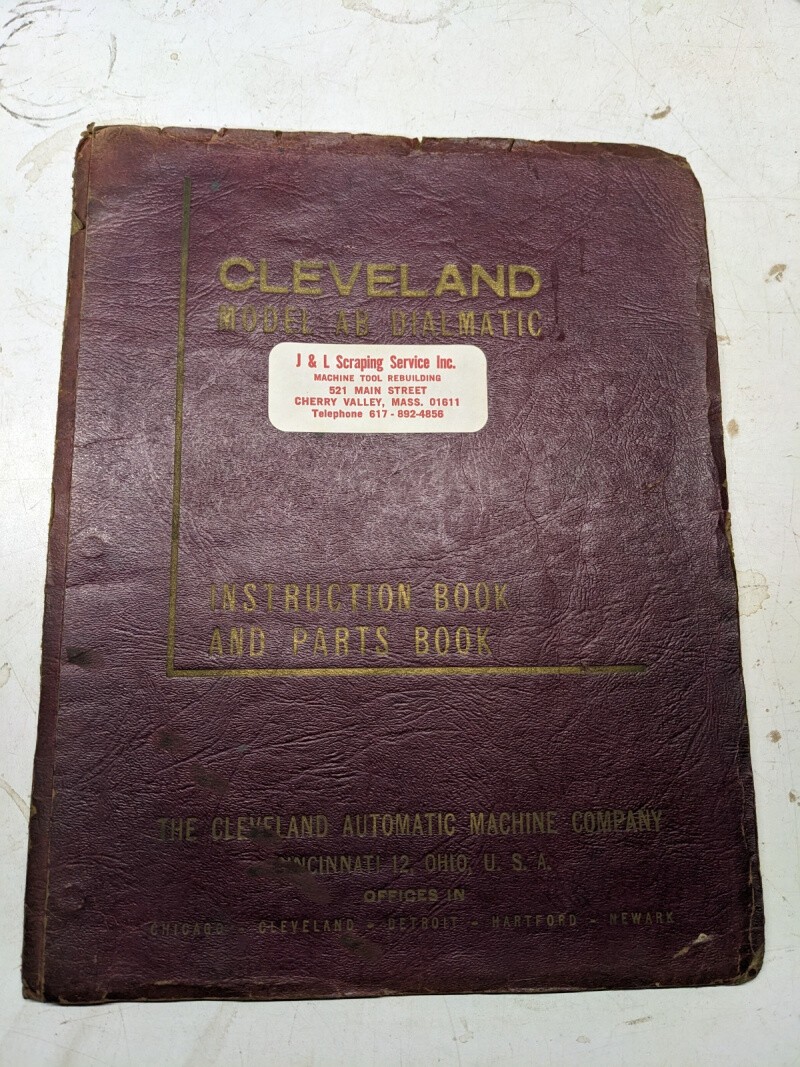 CLEVELAND
MODEL AB DIALMATIC
J & L Scraping Service Inc.
MACHINE TOOL REBUILDING
521 MAIN STREET
CHERRY VALLEY, MASS. 01611
Telephone 617 - 892-4856
INSTRUCTION BOOK
AND PARTS BOOK
THE CLEVELAND AUTOMATIC MACHINE COMPANY
CINCINNATI 12, OHIO, U. S. A.
OFFICES IN
CHICAGO - CLEVELAND - DETROIT - HARTFORD - NEWARK